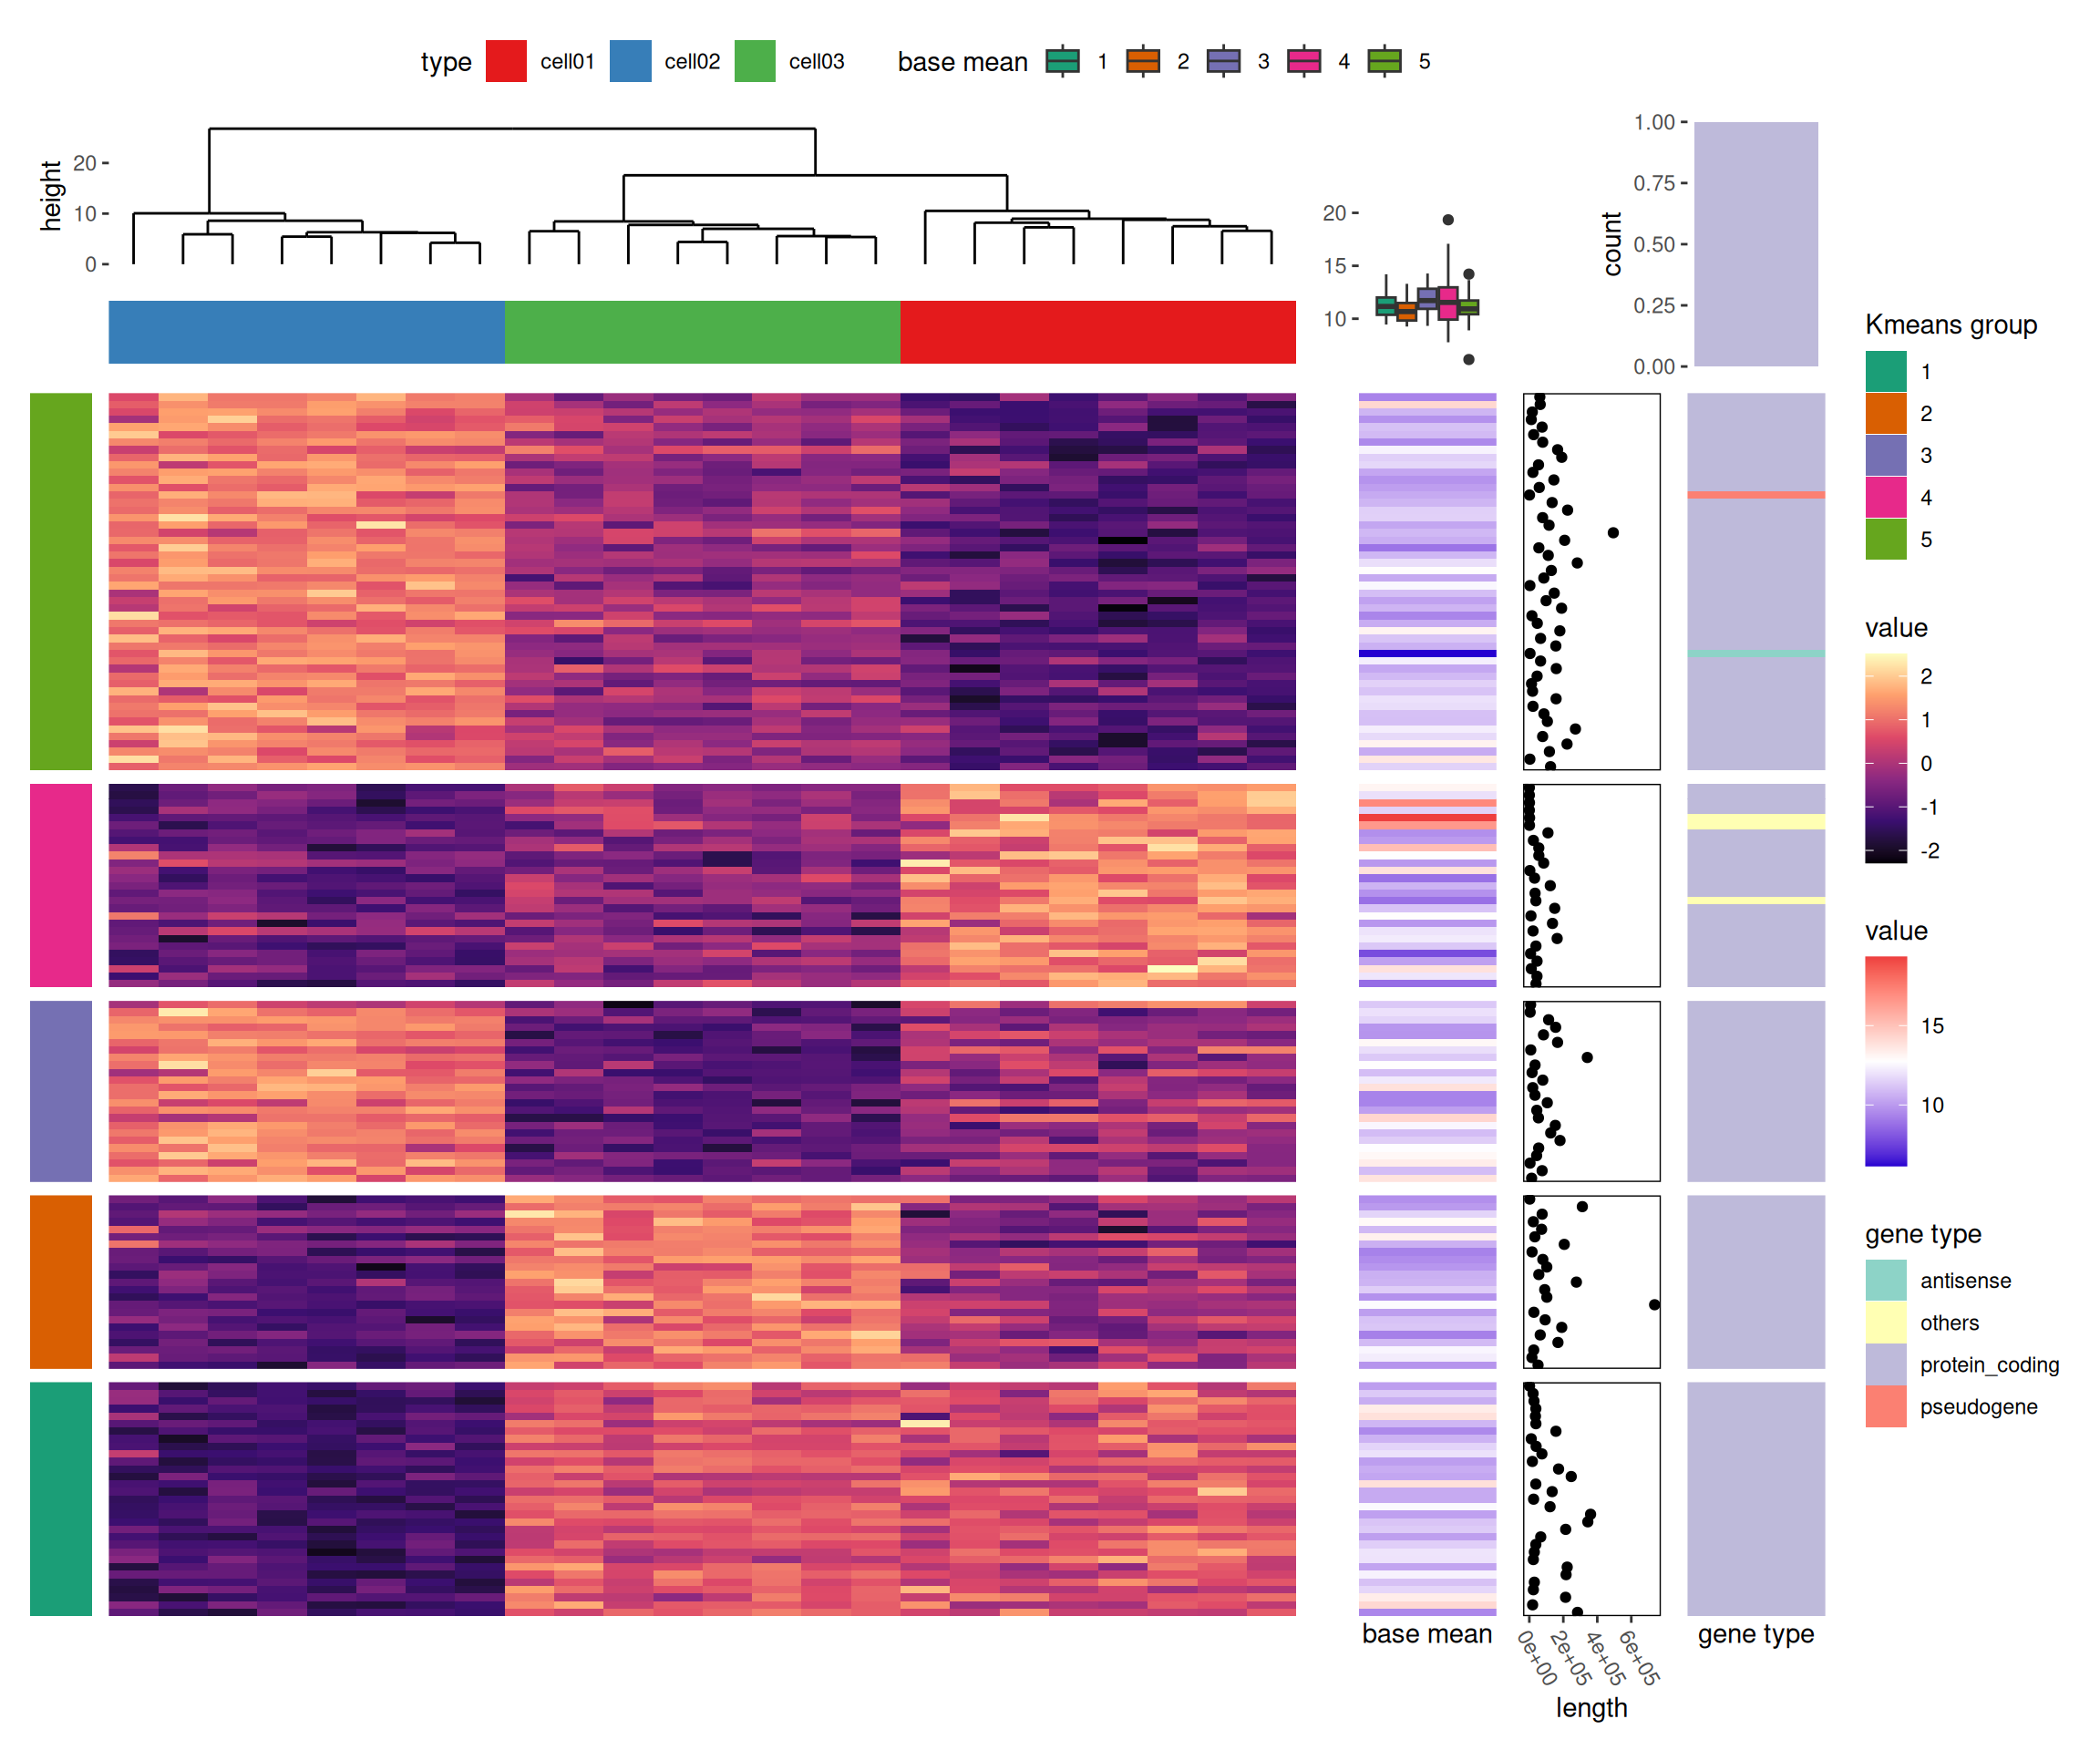 type cell01 cell02 cell03 base mean 1 2 3 4 5
height
20
10
0
20
15
10
count
1.00
0.75
0.50
0.25
0.00
Kmeans group
1
2
3
4
5
value
2
1
0
-1
-2
value
15
10
gene type
antisense
others
protein_coding
pseudogene
base mean
0e+00 2e+05 4e+05 6e+05
length
gene type